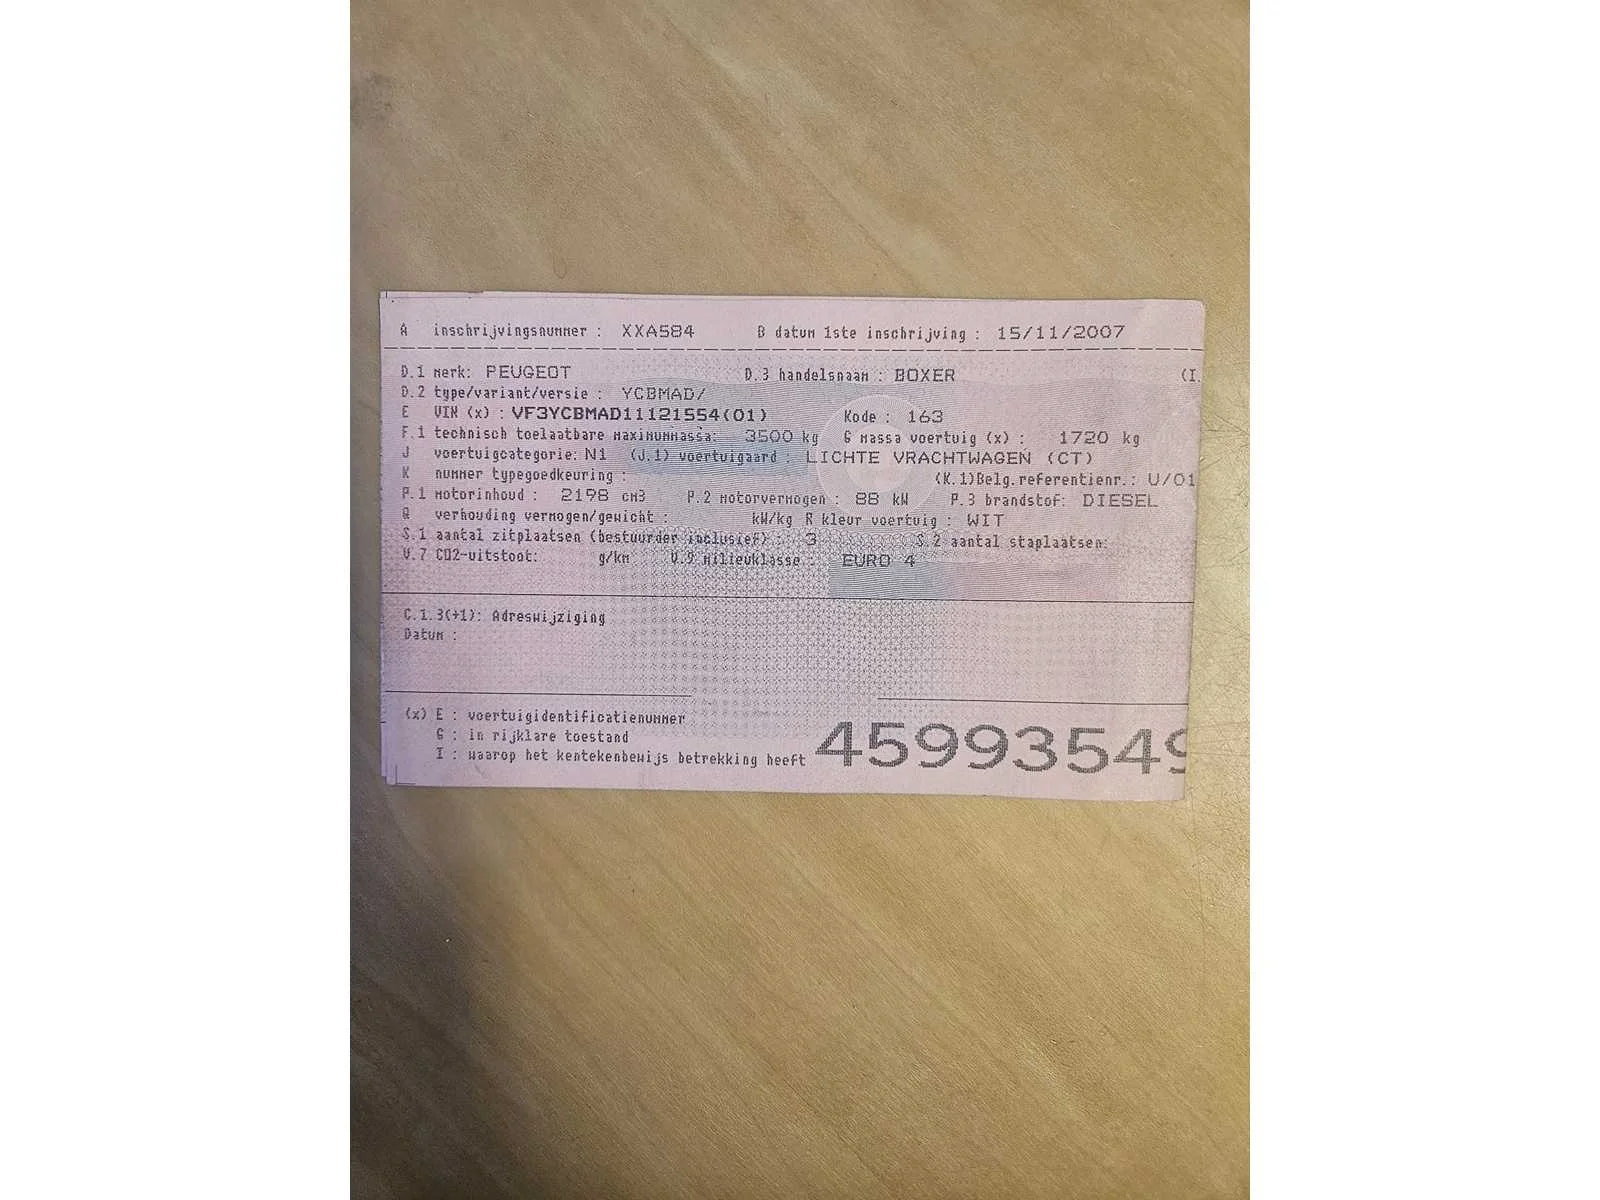 A inschrijvingsnummer : XXA584 B datum 1ste inschrijving : 15/11/2007
D.1 merk: PEUGEOT D.3 handelsnaam : BOXER (I.
D.2 type/variant/versie : YCBMAD/
E VIN (x) : VF3YCBMAD11121554(01) Kode : 163
F.1 technisch toelaatbare maximummassa: 3500 kg G massa voertuig (x) : 1720 kg
J voertuigcategorie: N1 (J.1) voertuigaard : LICHTE VRACHTWAGEN (CT)
K nummer typegoedkeuring : (K.1)Belg.referentienr.: U/01
P.1 motorinhoud : 2198 cm3 P.2 motorvermogen : 88 kW P.3 brandstof: DIESEL
Q verhouding vermogen/gewicht : kW/kg R kleur voertuig : WIT
S.1 aantal zitplaatsen (bestuurder inclusief) : 3 S.2 aantal staplaatsen:
V.7 CO2-uitstoot: g/km V.9 milieuklasse : EURO 4
C.1.3(+1): Adreswijziging
Datum :
(x) E : voertuigidentificatienummer
G : in rijklare toestand
I : waarop het kentekenbewijs betrekking heeft
45993549